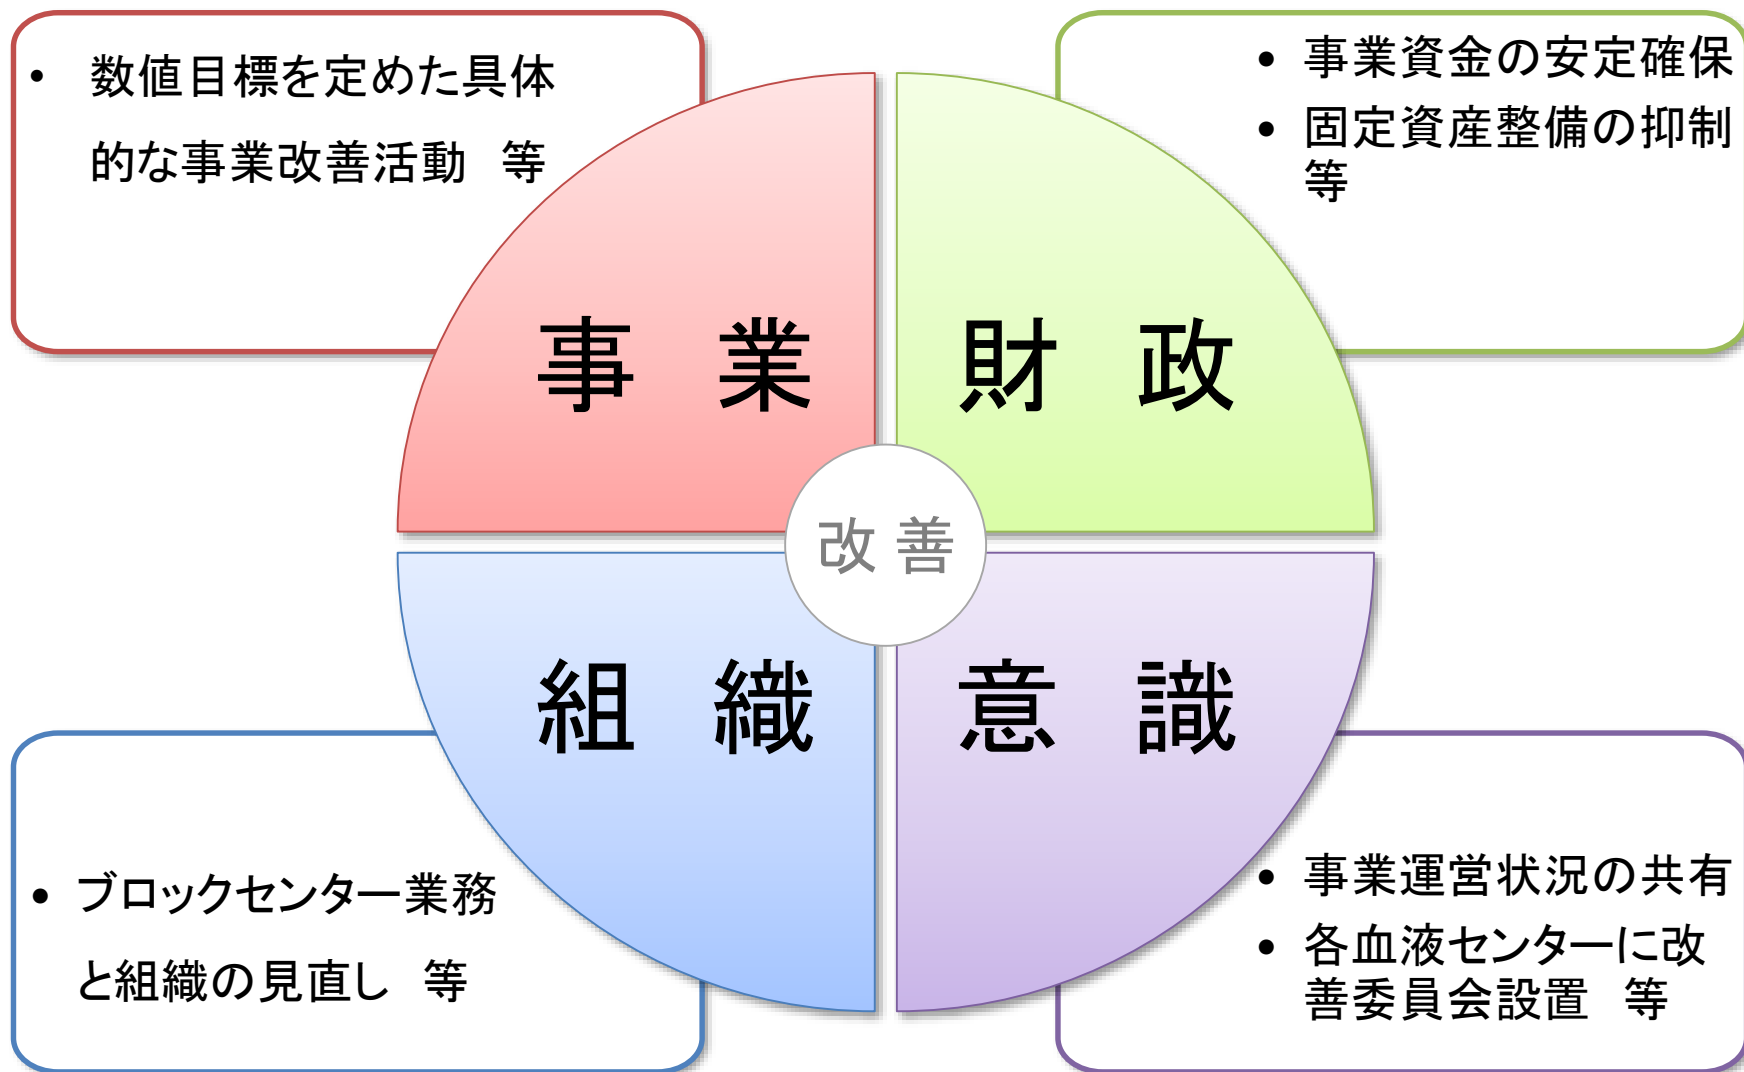 • 数値目標を定めた具体
的な事業改善活動　等
• 事業資金の安定確保
• 固定資産整備の抑制
等
事　業
財　政
改 善
組　織
意　識
• ブロックセンター業務
と組織の見直し　等
• 事業運営状況の共有
• 各血液センターに改
善委員会設置　等